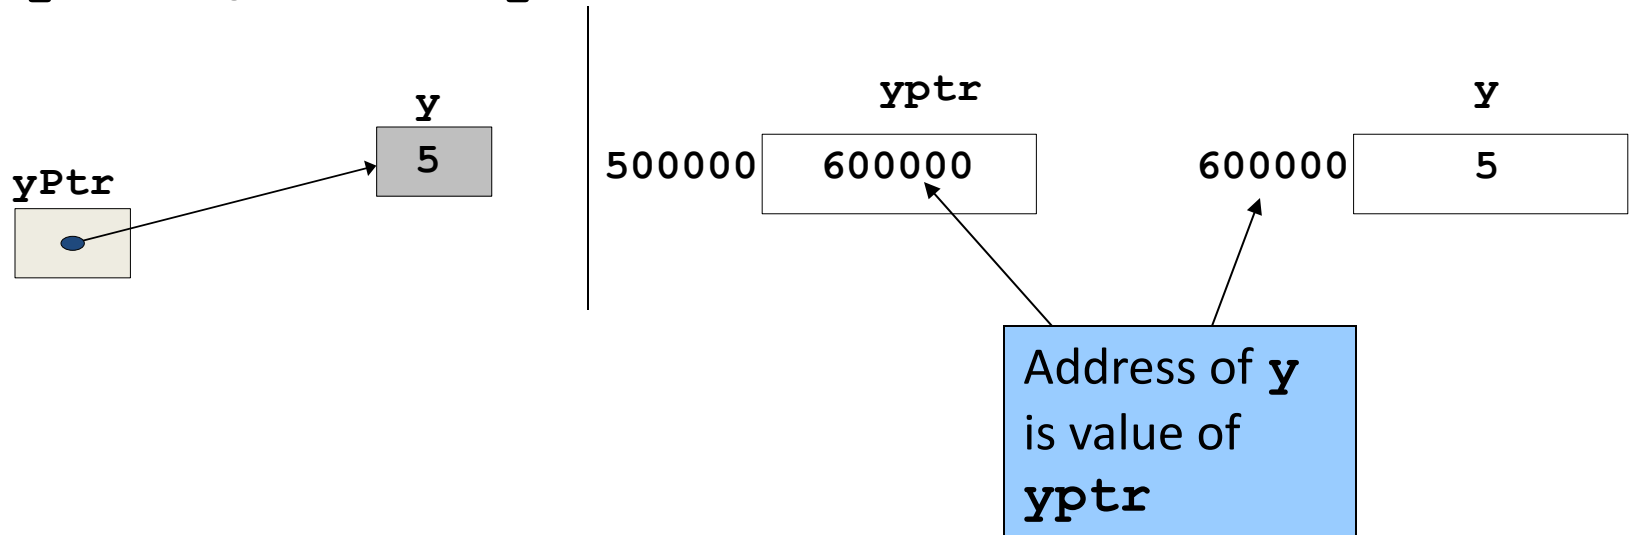 y
5
yPtr
yptr
y
500000 600000
600000 5
Address of y
is value of
yptr